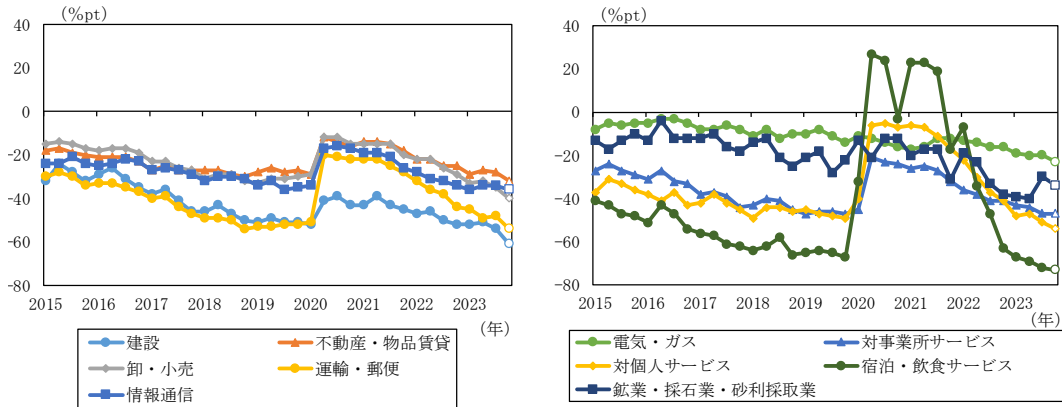 (%pt)
40
20
0
−20
−40
−60
−80
2015 2016 2017 2018 2019 2020 2021 2022 2023
(年)
建設 不動産・物品賃貸
卸・小売 運輸・郵便
情報通信
(%pt)
40
20
0
−20
−40
−60
−80
2015 2016 2017 2018 2019 2020 2021 2022 2023
(年)
電気・ガス 対事業所サービス
対個人サービス 宿泊・飲食サービス
鉱業・採石業・砂利採取業